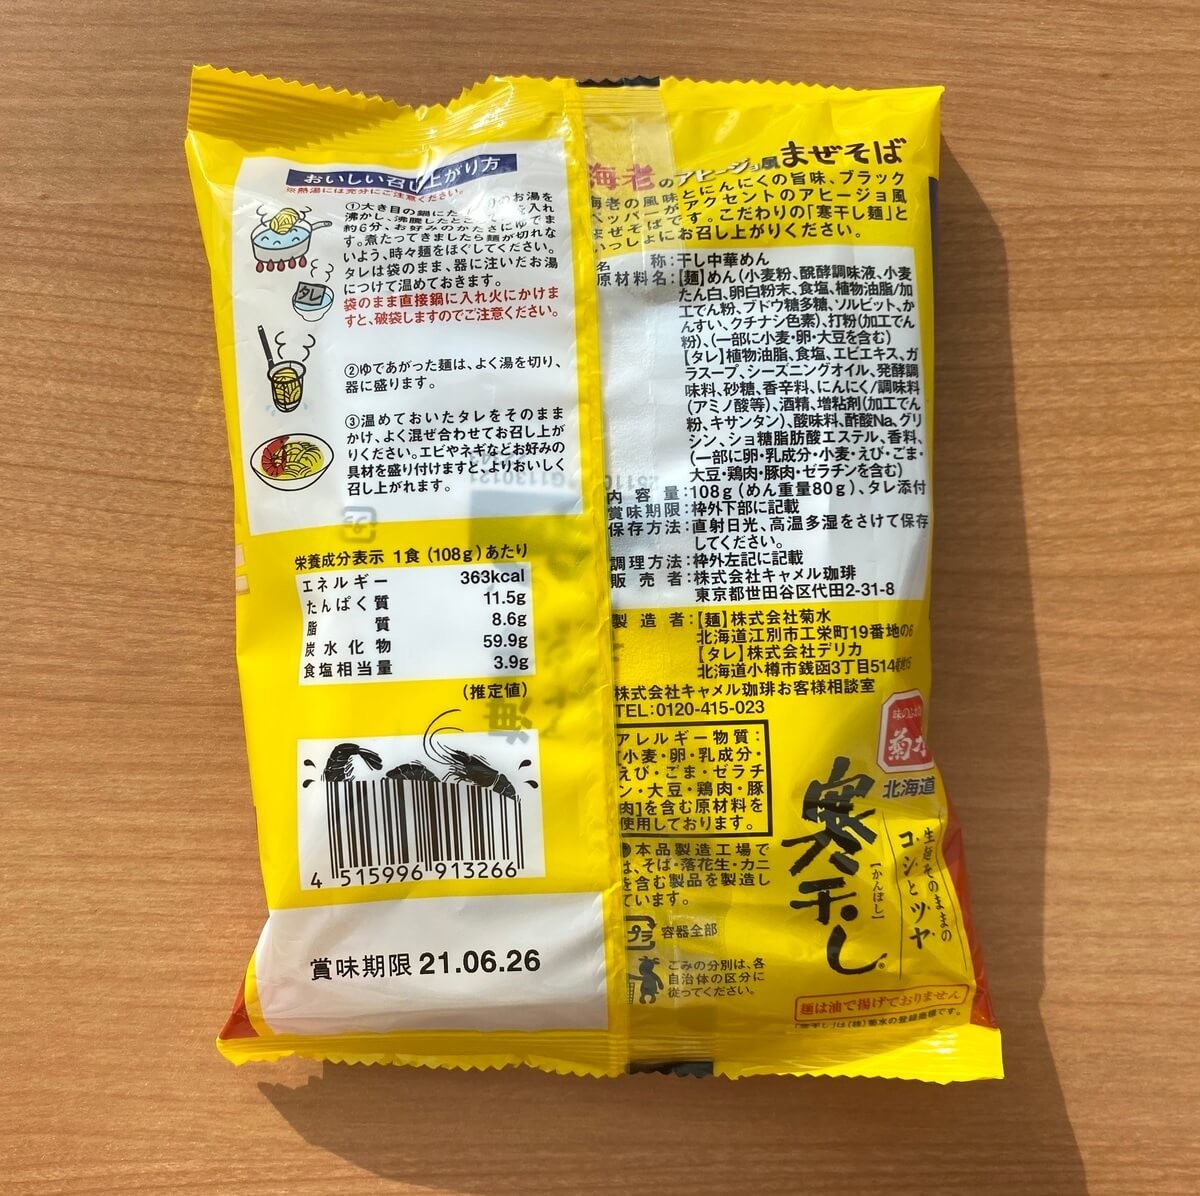 おいしい召し上がり方
※熱湯には充分にご注意ください。
①大き目の鍋にた のお湯を
沸かし、沸騰したところ 入れ
約6分、お好みのかたさにゆでま
す。煮たってきましたら麺が切れな
いよう、時々麺をほぐしてください。
タレは袋のまま、器に注いだお湯
につけて温めておきます。
袋のまま直接鍋に入れ火にかけま
すと、破袋しますのでご注意ください。
タレ
②ゆであがった麺は、よく湯を切り、
器に盛ります。
③温めておいたタレをそのまま
かけ、よく混ぜ合わせてお召し上が
りください。エビやネギなどお好みの
具材を盛り付けますと、よりおいしく
召し上がれます。
栄養成分表示 1食(108g)あたり
エネルギー 363kcal
たんぱく質 11.5g
脂質 8.6g
炭水化物 59.9g
食塩相当量 3.9g
(推定値)
4 515996 913266
賞味期限 21.06.26
海老のアヒージョ風まぜそば
海老の風味とにんにくの旨味、ブラック
ペッパーがアクセントのアヒージョ風
まぜそばです。こだわりの「寒干し麺」と
いっしょにお召し上がりください。
名称:干し中華めん
原材料名:【麺】めん(小麦粉、醗酵調味液、小麦
たん白、卵白粉末、食塩、植物油脂/加
工でん粉、ブドウ糖多糖、ソルビット、か
んすい、クチナシ色素)、打粉(加工でん
粉)、(一部に小麦・卵・大豆を含む)
【タレ】植物油脂、食塩、エビエキス、ガ
ラスープ、シーズニングオイル、発酵調
味料、砂糖、香辛料、にんにく/調味料
(アミノ酸等)、酒精、増粘剤(加工でん
粉、キサンタン)、酸味料、酢酸Na、グリ
シン、ショ糖脂肪酸エステル、香料、
(一部に卵・乳成分・小麦・えび・ごま・
大豆・鶏肉・豚肉・ゼラチンを含む)
内容量:108g(めん重量80g)、タレ添付
賞味期限:枠外下部に記載
保存方法:直射日光、高温多湿をさけて保存
してください。
調理方法:枠外左記に記載
販売者:株式会社キャメル珈琲
東京都世田谷区代田2-31-8
製造者:【麺】株式会社菊水
北海道江別市工栄町19番地の6
【タレ】株式会社デリカ
北海道小樽市銭函3丁目514番地15
株式会社キャメル珈琲お客様相談室
TEL:0120-415-023
アレルギー物質:
[小麦・卵・乳成分・
えび・ごま・ゼラチ
ン・大豆・鶏肉・豚
肉]を含む原材料を
使用しております。
●本品製造工場で
は、そば・落花生・カニ
を含む製品を製造し
ています。
プラ 容器全部
ごみの分別は、各
自治体の区分に
従ってください。
菊水
北海道
生麺そのままの
コシとツヤ
寒干し
[かんぼし]
麺は油で揚げておりません
「寒干し」は(株)菊水の登録商標です。